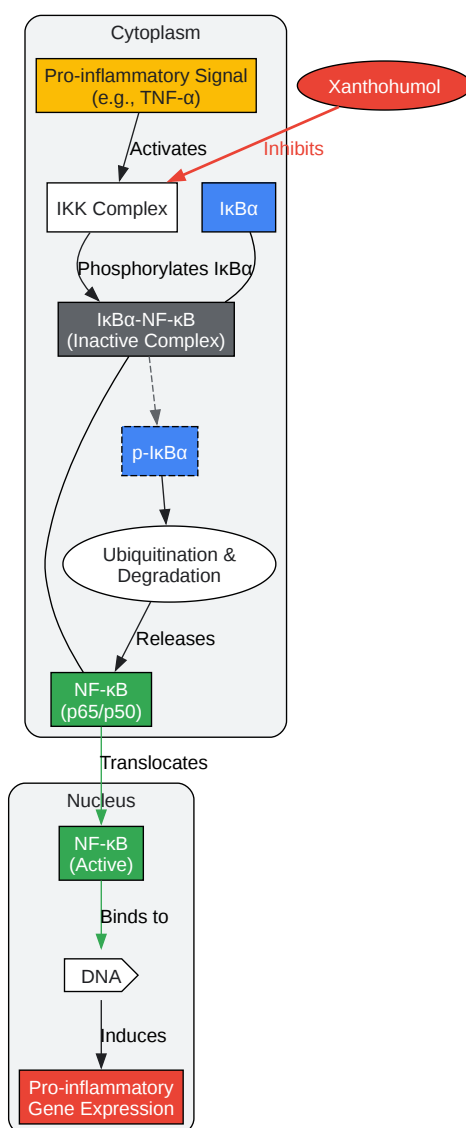 Cytoplasm
Pro-inflammatory Signal
(e.g., TNF-α)
Xanthohumol
Activates
Inhibits
IKK Complex
IκBα
Phosphorylates IκBα
IκBα-NF-κB
(Inactive Complex)
p-IκBα
Ubiquitination &
Degradation
Releases
NF-κB
(p65/p50)
Translocates
Nucleus
NF-κB
(Active)
Binds to
DNA
Induces
Pro-inflammatory
Gene Expression